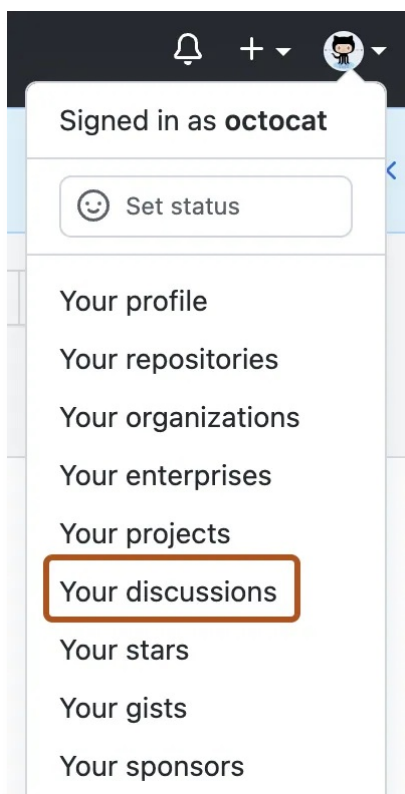 Signed in as octocat
Set status
Your profile
Your repositories
Your organizations
Your enterprises
Your projects
Your discussions
Your stars
Your gists
Your sponsors